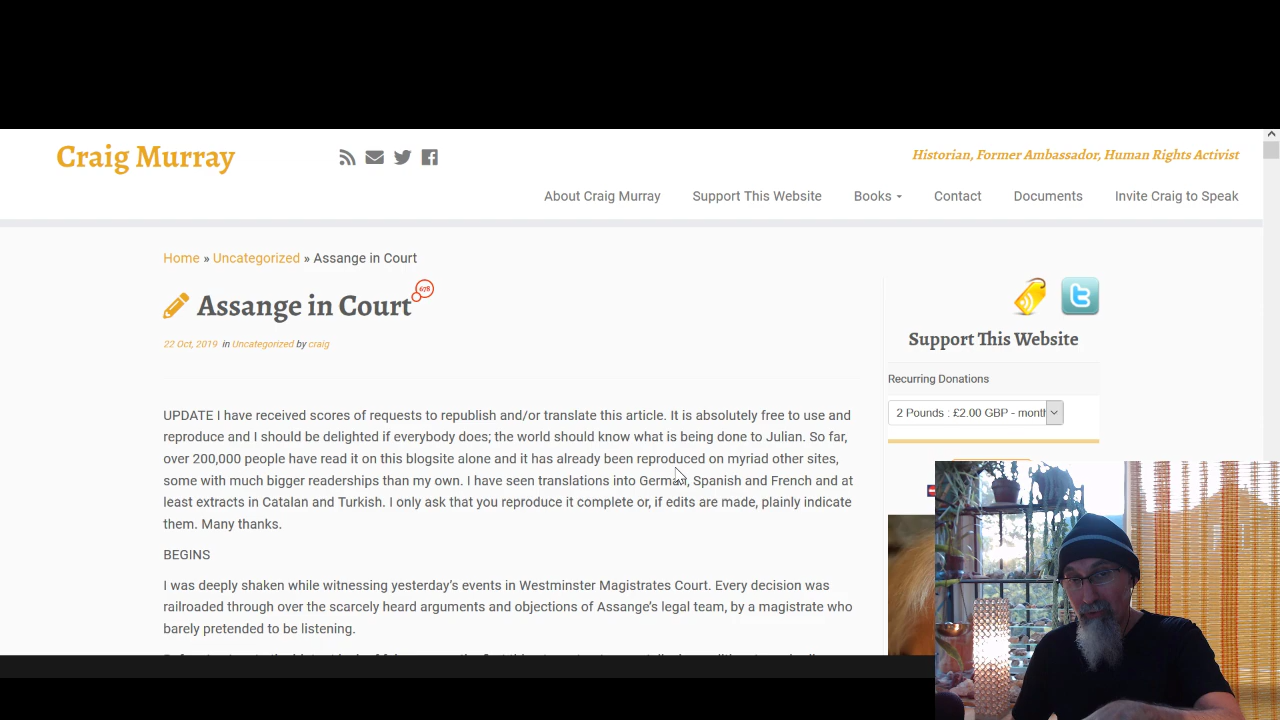 Craig Murray
Historian, Former Ambassador, Human Rights Activist
About Craig Murray Support This Website Books Contact Documents Invite Craig to Speak
Home » Uncategorized » Assange in Court
Assange in Court
678
22 Oct, 2019 in Uncategorized by craig
UPDATE I have received scores of requests to republish and/or translate this article. It is absolutely free to use and
reproduce and I should be delighted if everybody does; the world should know what is being done to Julian. So far,
over 200,000 people have read it on this blogsite alone and it has already been reproduced on myriad other sites,
some with much bigger readerships than my own. I have seen translations into German, Spanish and French and at
least extracts in Catalan and Turkish. I only ask that you reproduce it complete or, if edits are made, plainly indicate
them. Many thanks.
BEGINS
I was deeply shaken while witnessing yesterday's events in Westminster Magistrates Court. Every decision was
railroaded through over the scarcely heard arguments and objections of Assange's legal team, by a magistrate who
barely pretended to be listening.
Support This Website
Recurring Donations
2 Pounds : £2.00 GBP - month